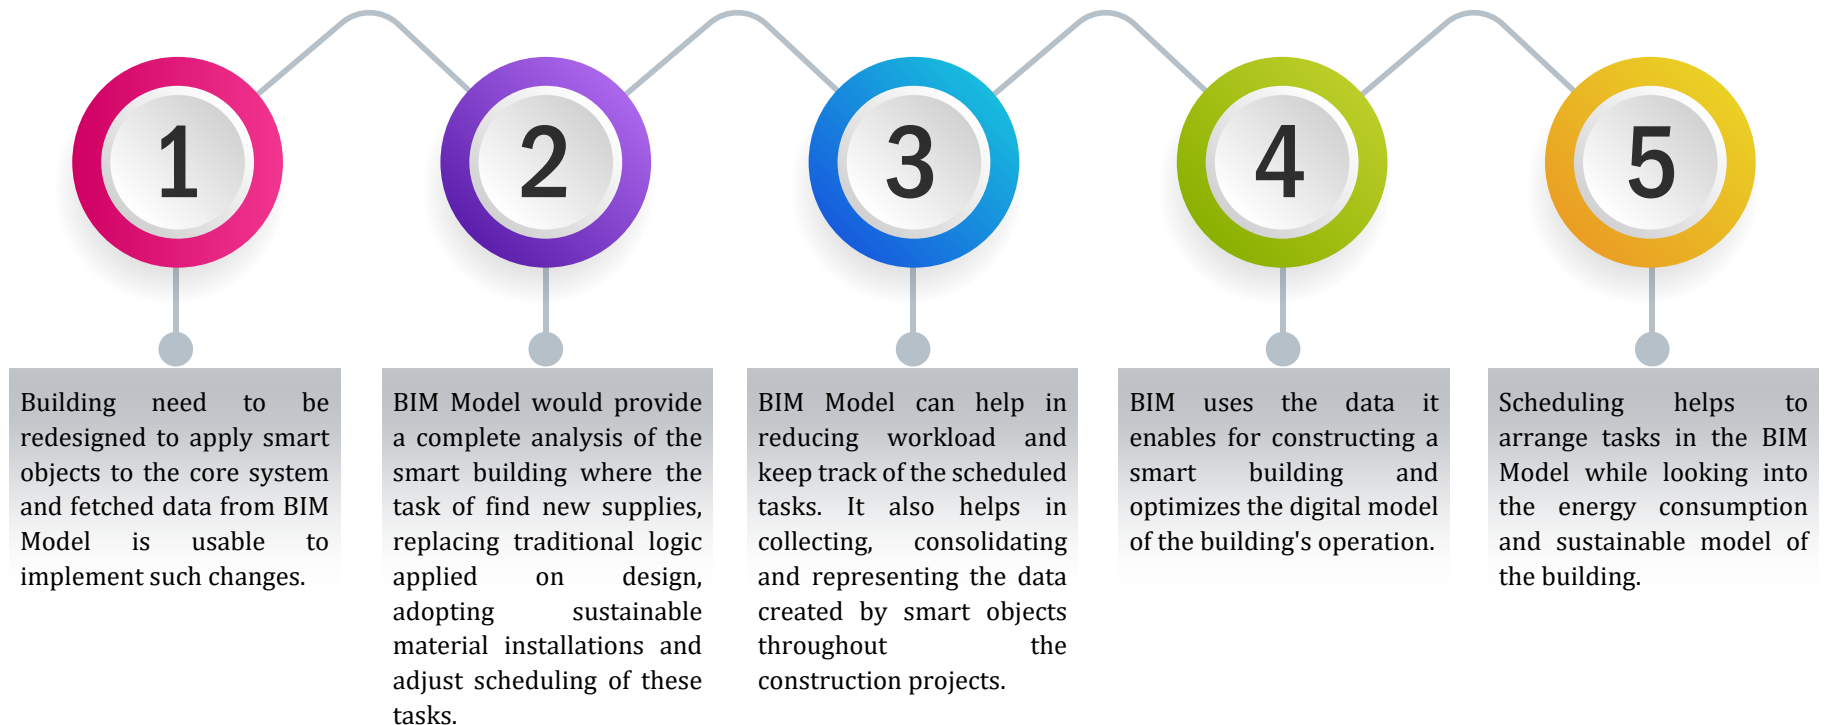 1
Building need to be
redesigned to apply smart
objects to the core system
and fetched data from BIM
Model is usable to
implement such changes.
2
BIM Model would provide
a complete analysis of the
smart building where the
task of find new supplies,
replacing traditional logic
applied on design,
adopting sustainable
material installations and
adjust scheduling of these
tasks.
3
BIM Model can help in
reducing workload and
keep track of the scheduled
tasks. It also helps in
collecting, consolidating
and representing the data
created by smart objects
throughout the
construction projects.
4
BIM uses the data it
enables for constructing a
smart building and
optimizes the digital model
of the building's operation.
5
Scheduling helps to
arrange tasks in the BIM
Model while looking into
the energy consumption
and sustainable model of
the building.